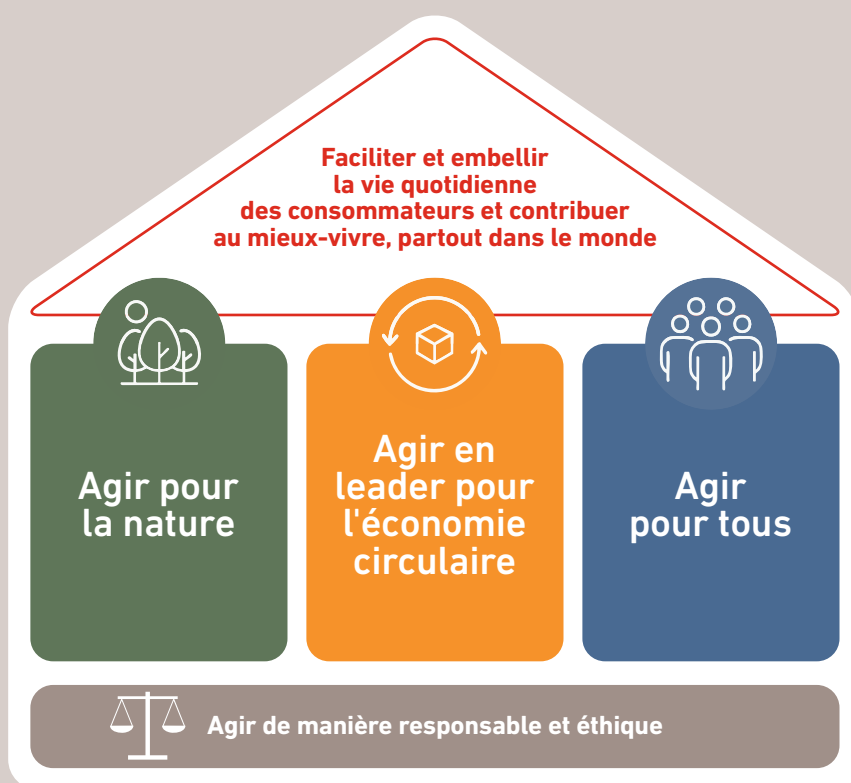 Faciliter et embellir
la vie quotidienne
des consommateurs et contribuer
au mieux-vivre, partout dans le monde
Agir pour
la nature
Agir en
leader pour
l'économie
circulaire
Agir
pour tous
Agir de manière responsable et éthique